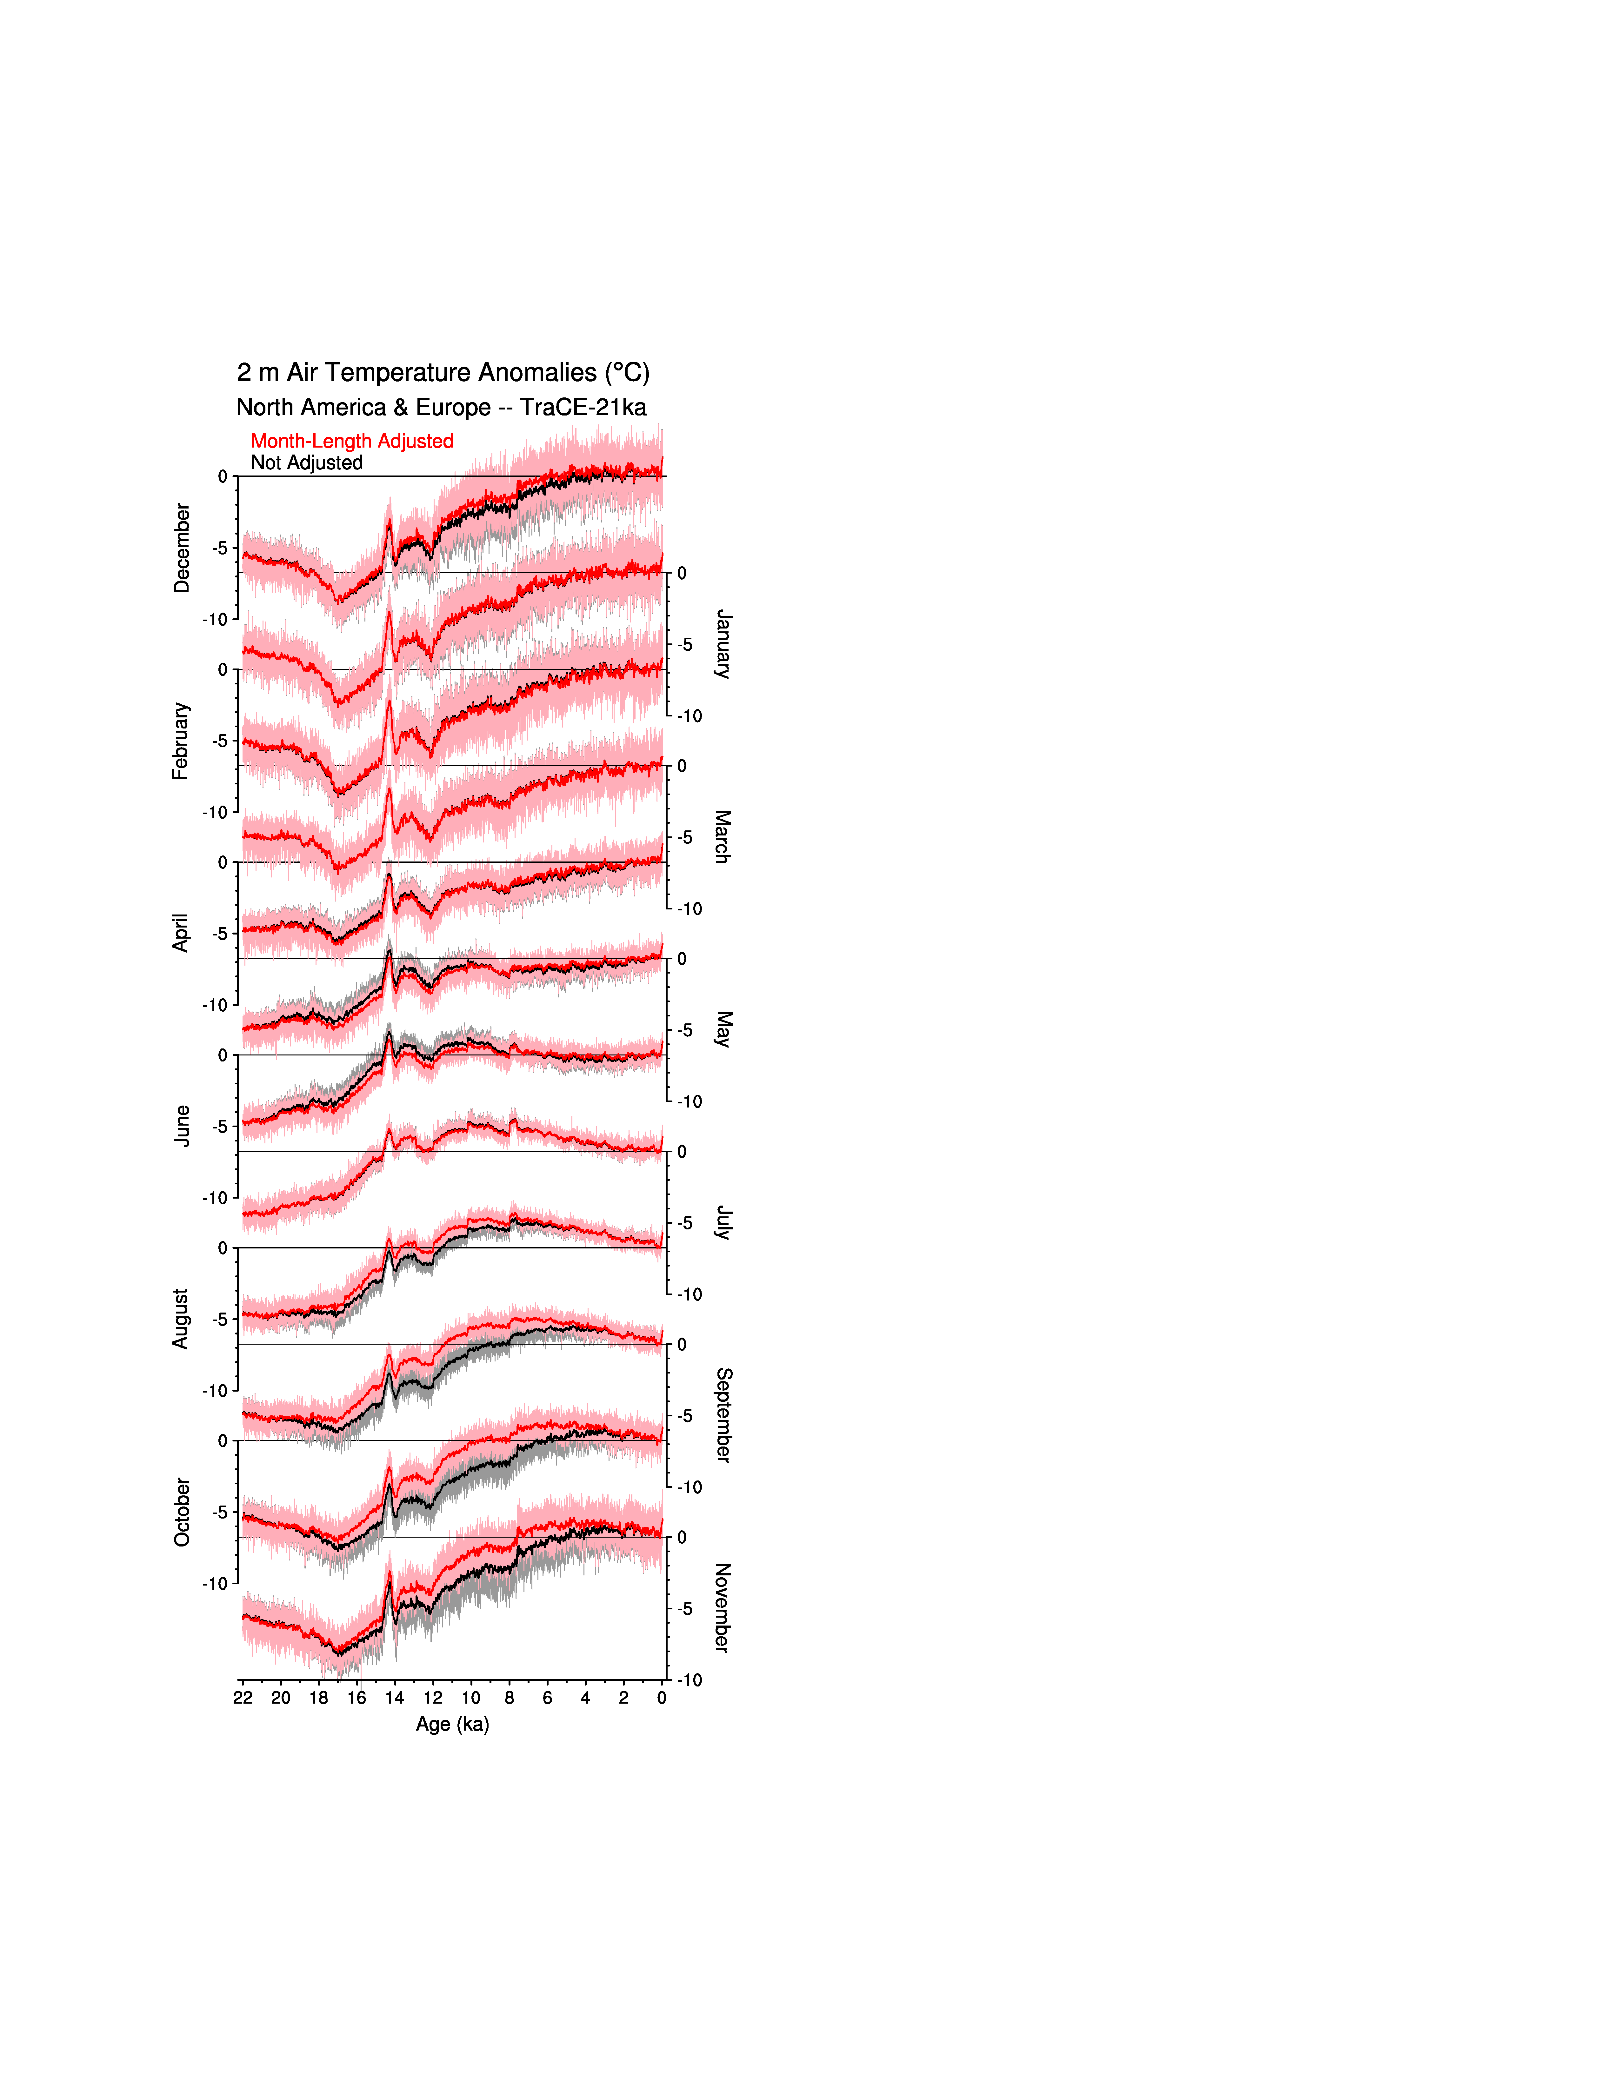 2 m Air Temperature Anomalies (°C)
North America & Europe -- TraCE-21ka
Month-Length Adjusted
Not Adjusted
0
-5
-10
December
0
-5
-10
January
0
-5
-10
February
0
-5
-10
March
0
-5
-10
April
0
-5
-10
May
0
-5
-10
June
0
-5
-10
July
0
-5
-10
August
0
-5
-10
September
0
-5
-10
October
0
-5
-10
November
22 20 18 16 14 12 10 8 6 4 2 0
Age (ka)